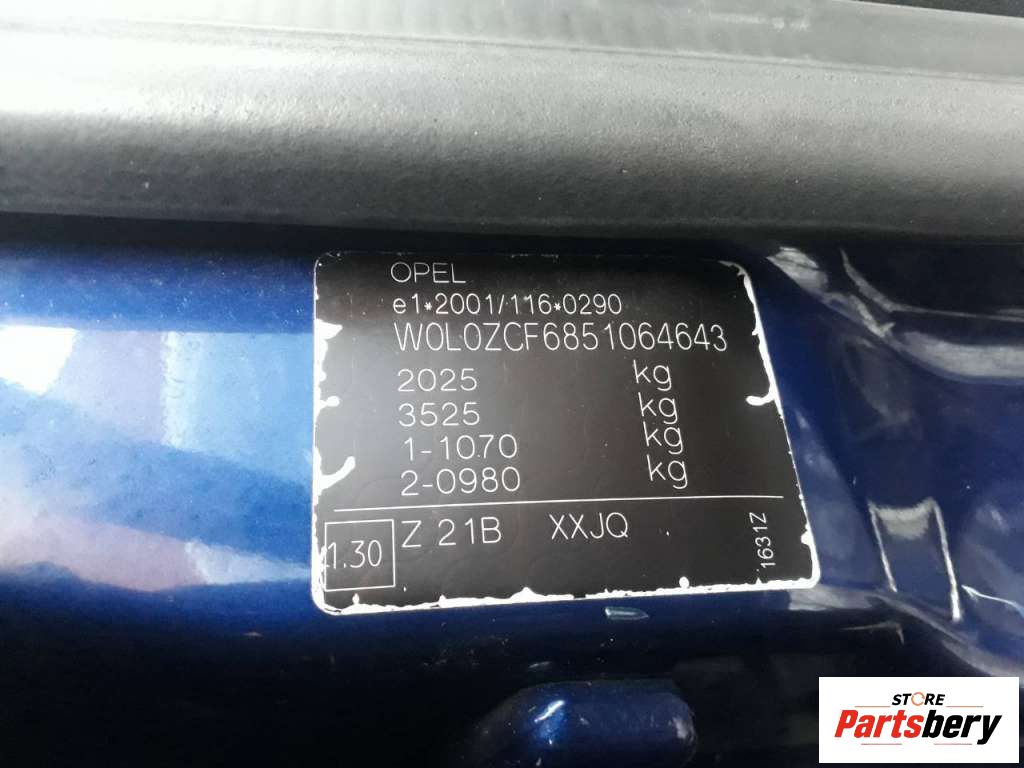 OPEL
e1*2001/116*0290
W0L0ZCF6851064643
2025 kg
3525 kg
1-1070 kg
2-0980 kg
1.30 Z 21B XXJQ 1631Z
STORE
Partsbery